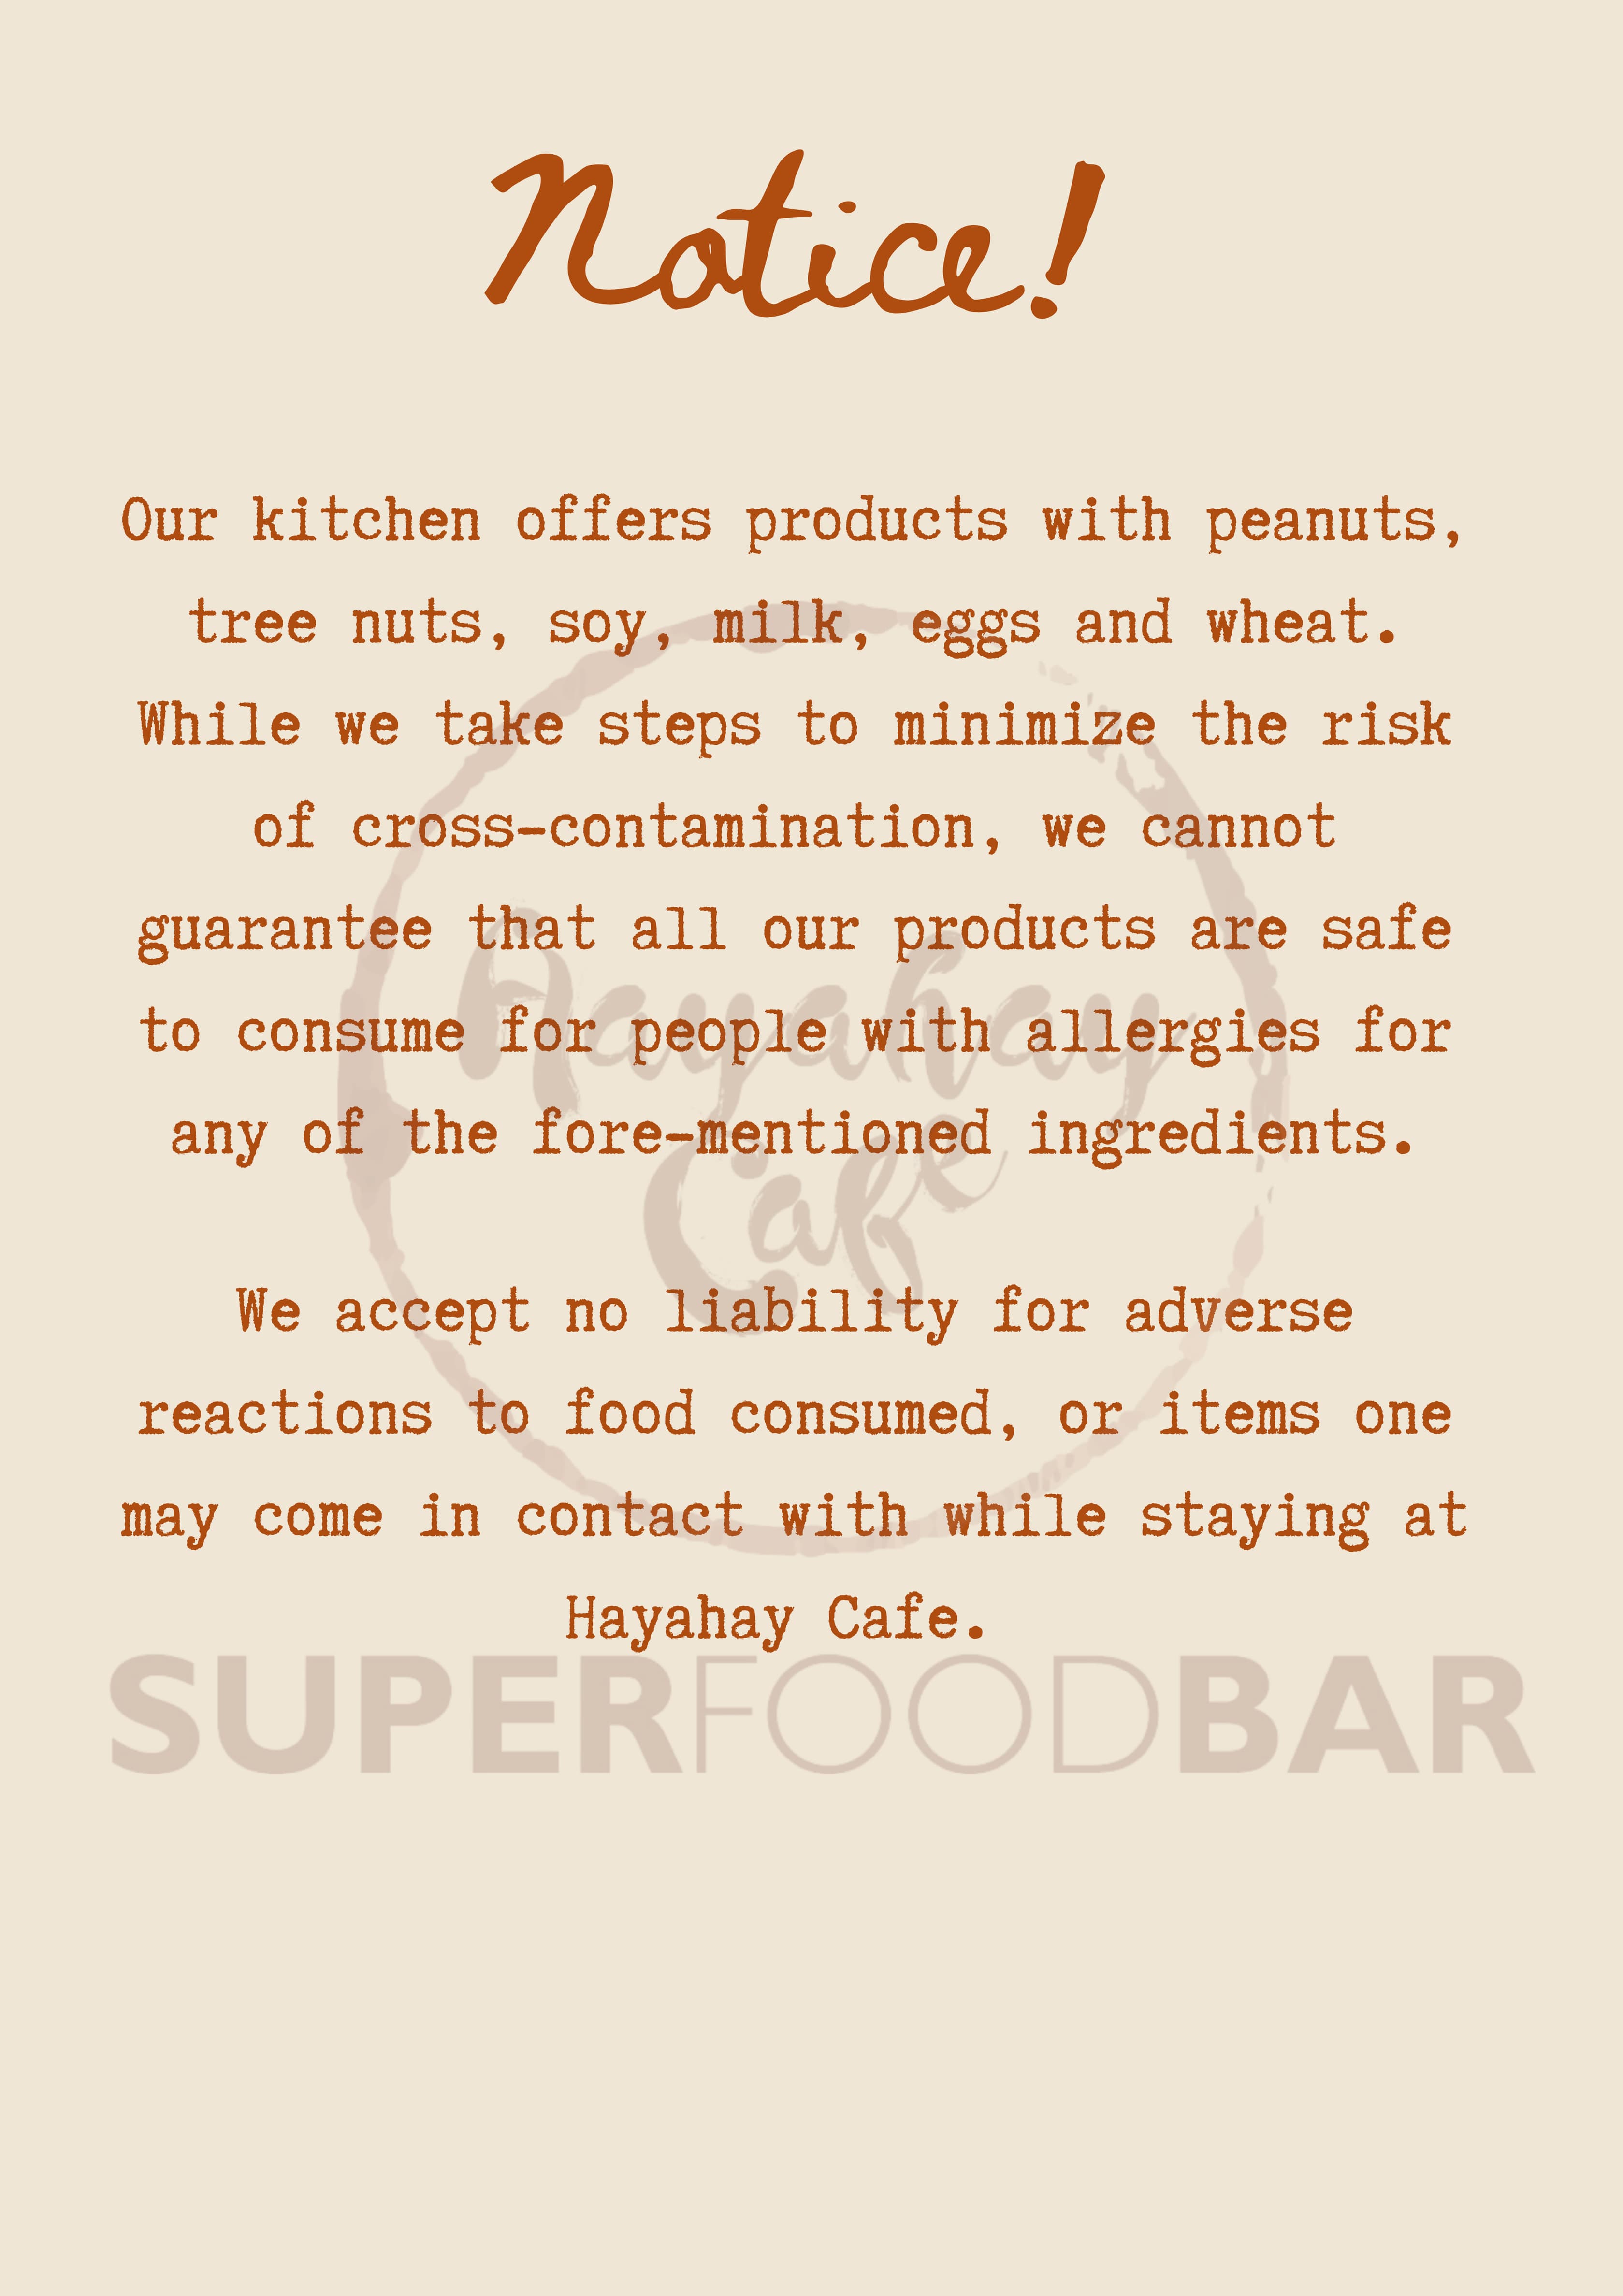 Notice!
Our kitchen offers products with peanuts,
tree nuts, soy, milk, eggs and wheat.
While we take steps to minimize the risk
of cross-contamination, we cannot
guarantee that all our products are safe
to consume for people with allergies for
any of the fore-mentioned ingredients.
Hayahay
Cafe
We accept no liability for adverse
reactions to food consumed, or items one
may come in contact with while staying at
Hayahay Cafe.
SUPERFOODBAR